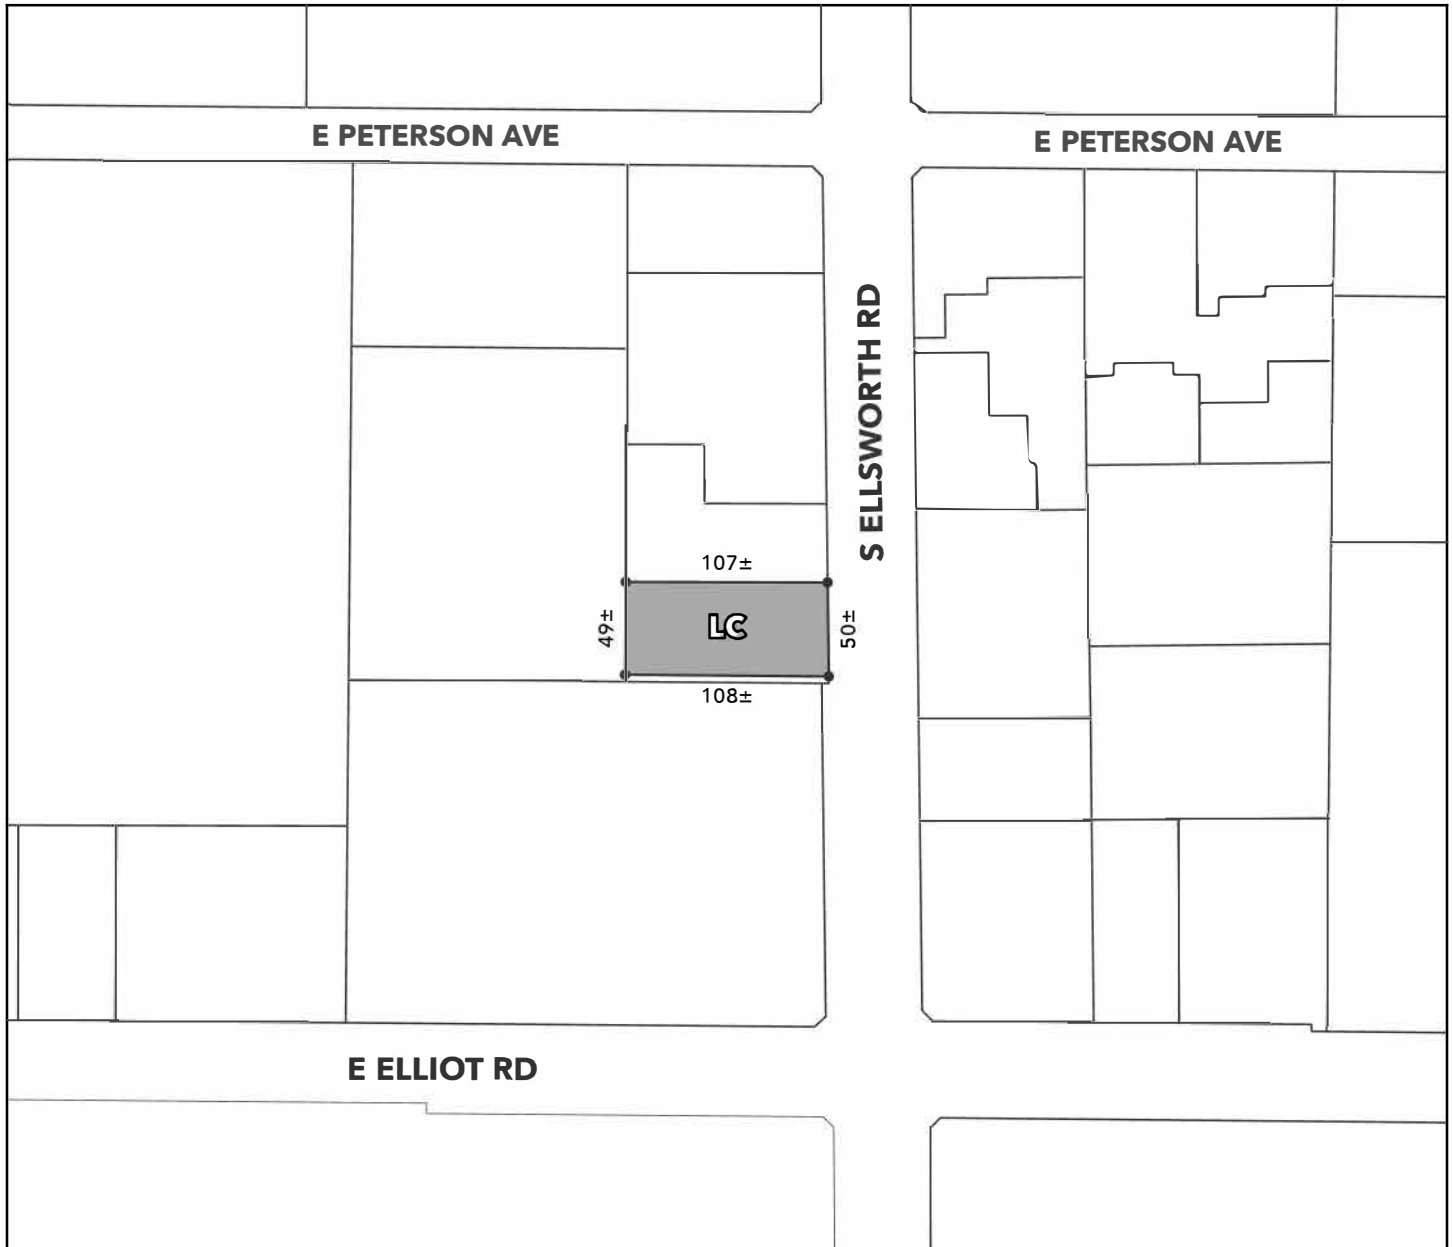 E PETERSON AVE
E PETERSON AVE
S ELLSWORTH RD
107±
49±
LC
50±
108±
E ELLIOT RD